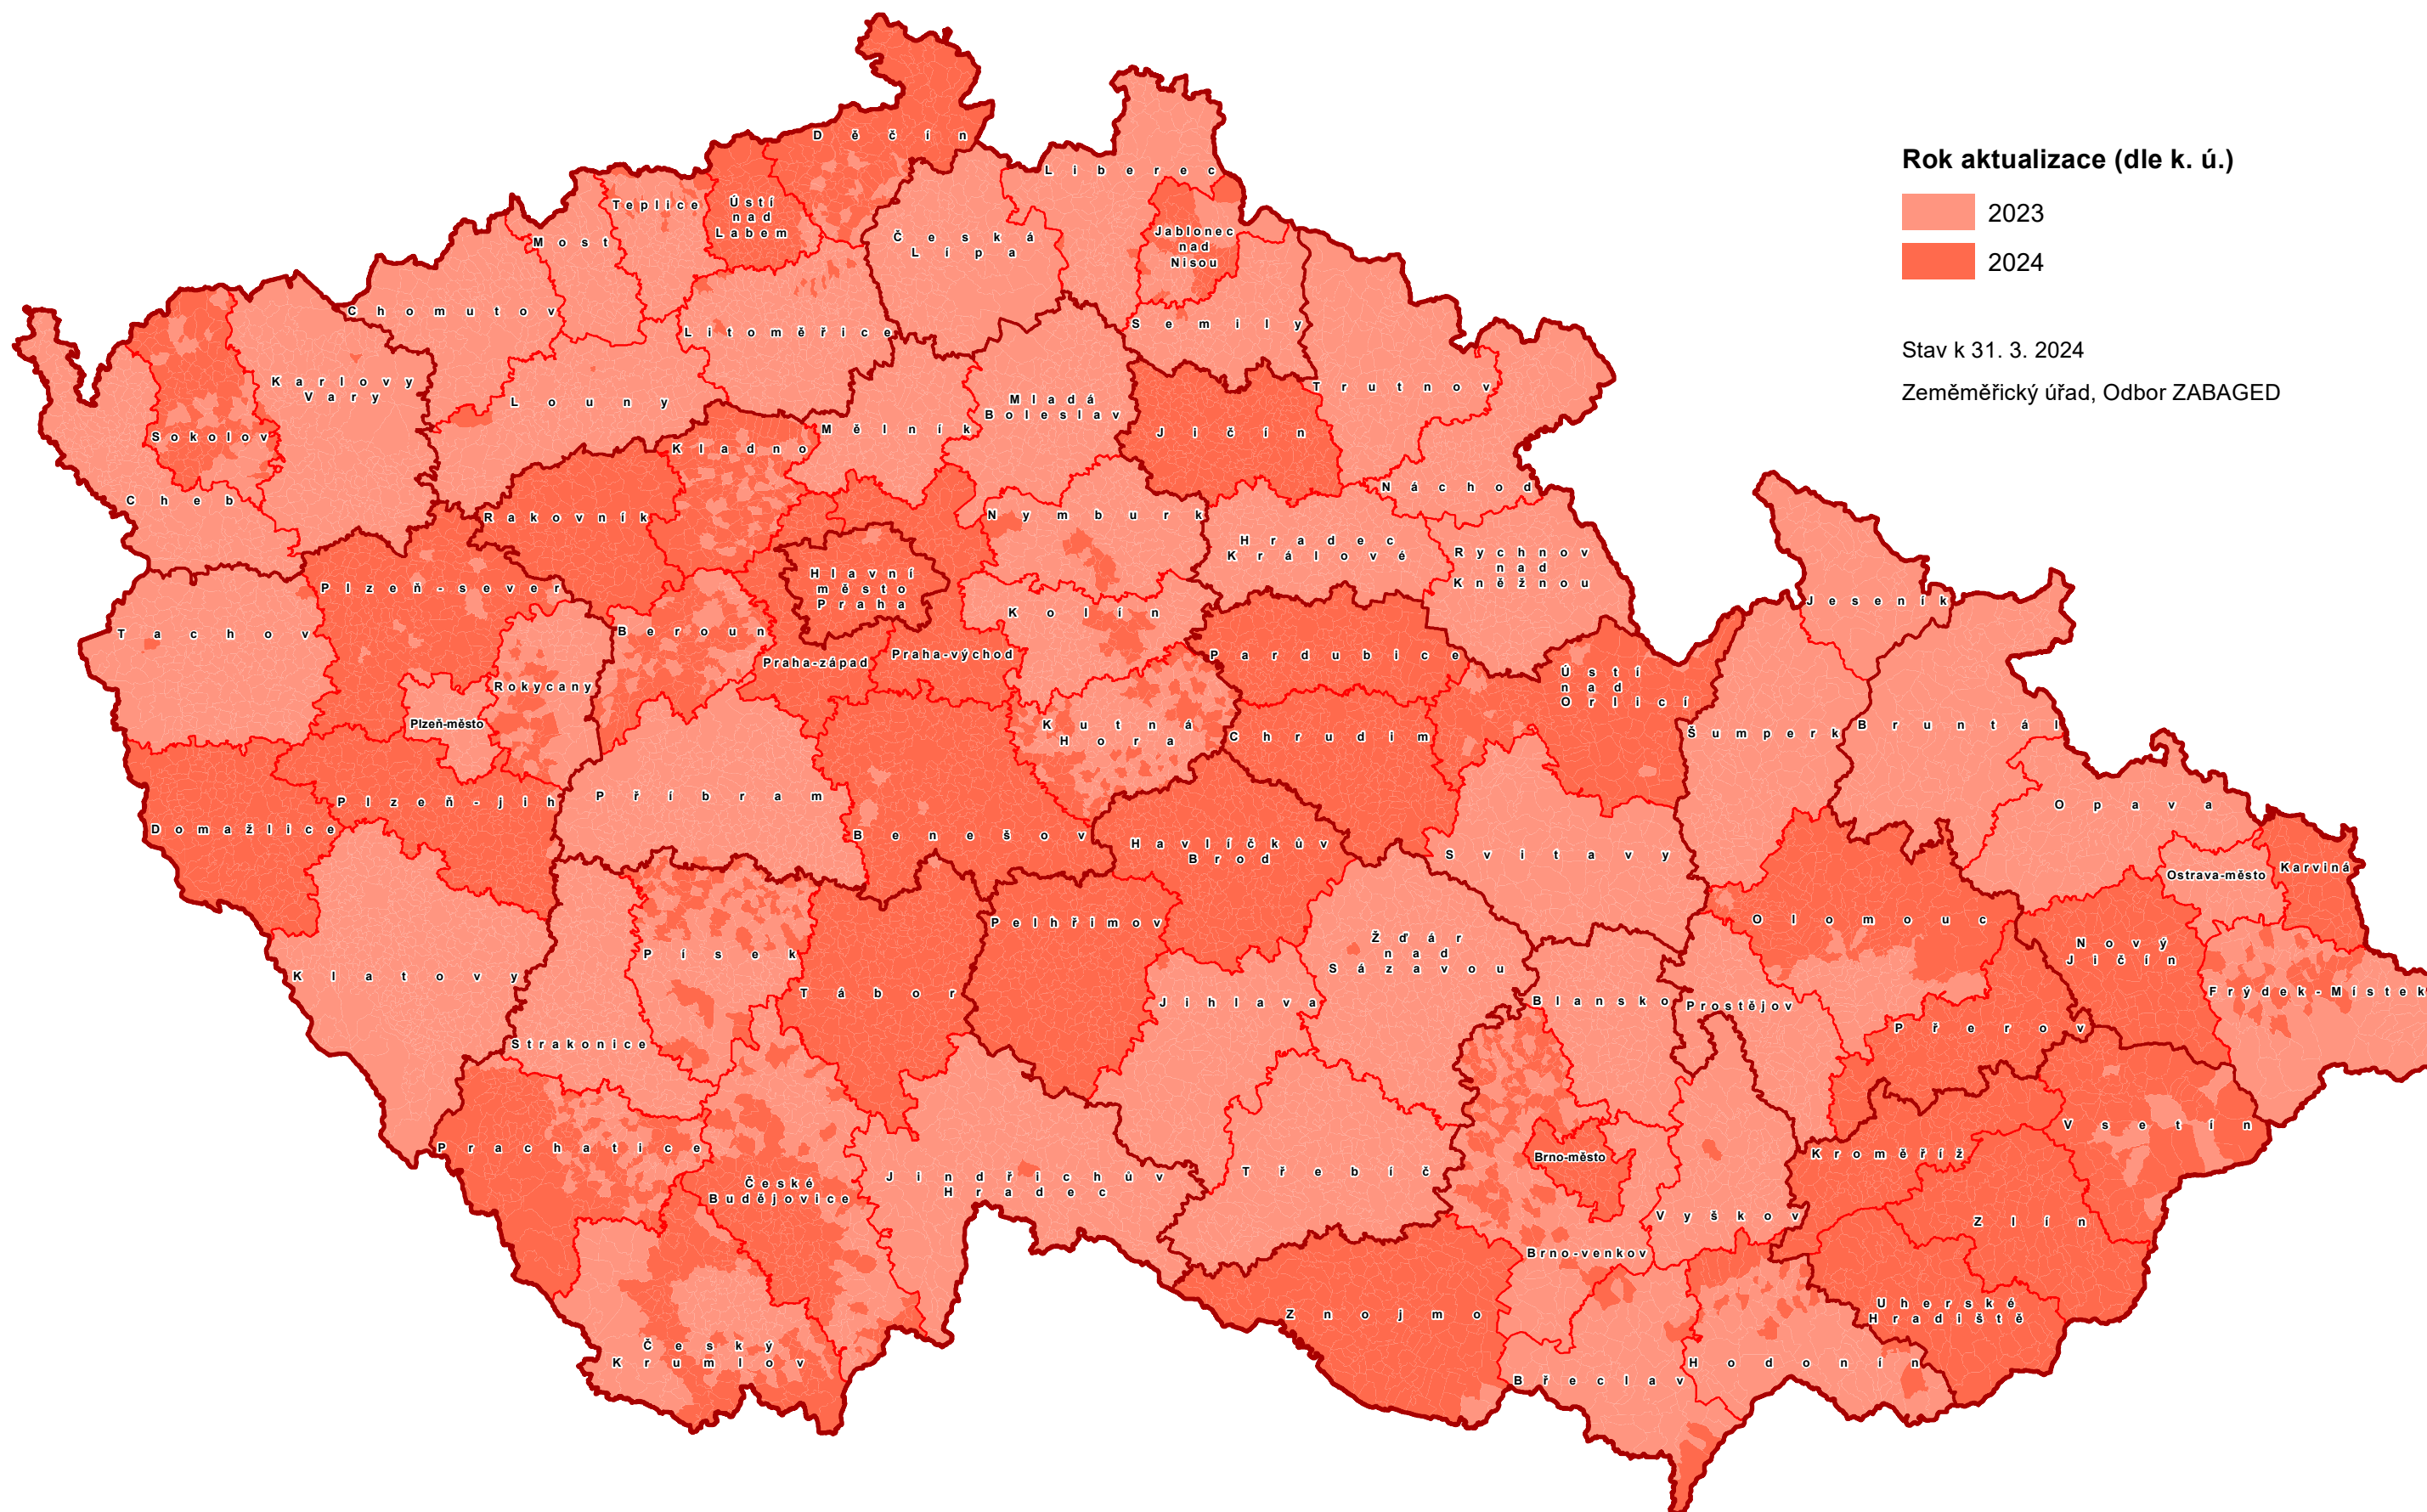 Rok aktualizace (dle k. ú.)
2023
2024
Stav k 31. 3. 2024
Zeměměřický úřad, Odbor ZABAGED
Děčín
Liberec
Teplice
Ústí
nad
Labem
Most
Česká
Lípa
Jablonec
nad
Nisou
Chomutov
Litoměřice
Semily
Karlovy
Vary
Louny
Mladá
Boleslav
Trutnov
Sokolov
Kladno
Mělník
Jičín
Cheb
Náchod
Rakovník
Nymburk
Hradec
Králové
Rychnov
nad
Kněžnou
Hlavní
město
Praha
Plzeň-sever
Jeseník
Kolín
Tachov
Beroun
Praha-západ
Praha-východ
Pardubice
Ústí
nad
Orlicí
Rokycany
Plzeň-město
Kutná
Hora
Chrudim
Šumperk
Bruntál
Plzeň-jih
Příbram
Opava
Domažlice
Benešov
Havlíčkův
Brod
Svitavy
Ostrava-město
Karviná
Pelhřimov
Olomouc
Písek
Žďár
nad
Sázavou
Nový
Jičín
Klatovy
Tábor
Jihlava
Blansko
Prostějov
Frýdek-Místek
Strakonice
Přerov
Prachatice
Vsetín
Brno-město
Kroměříž
České
Budějovice
Jindřichův
Hradec
Třebíč
Vyškov
Zlín
Brno-venkov
Znojmo
Uherské
Hradiště
Český
Krumlov
Hodonín
Břeclav